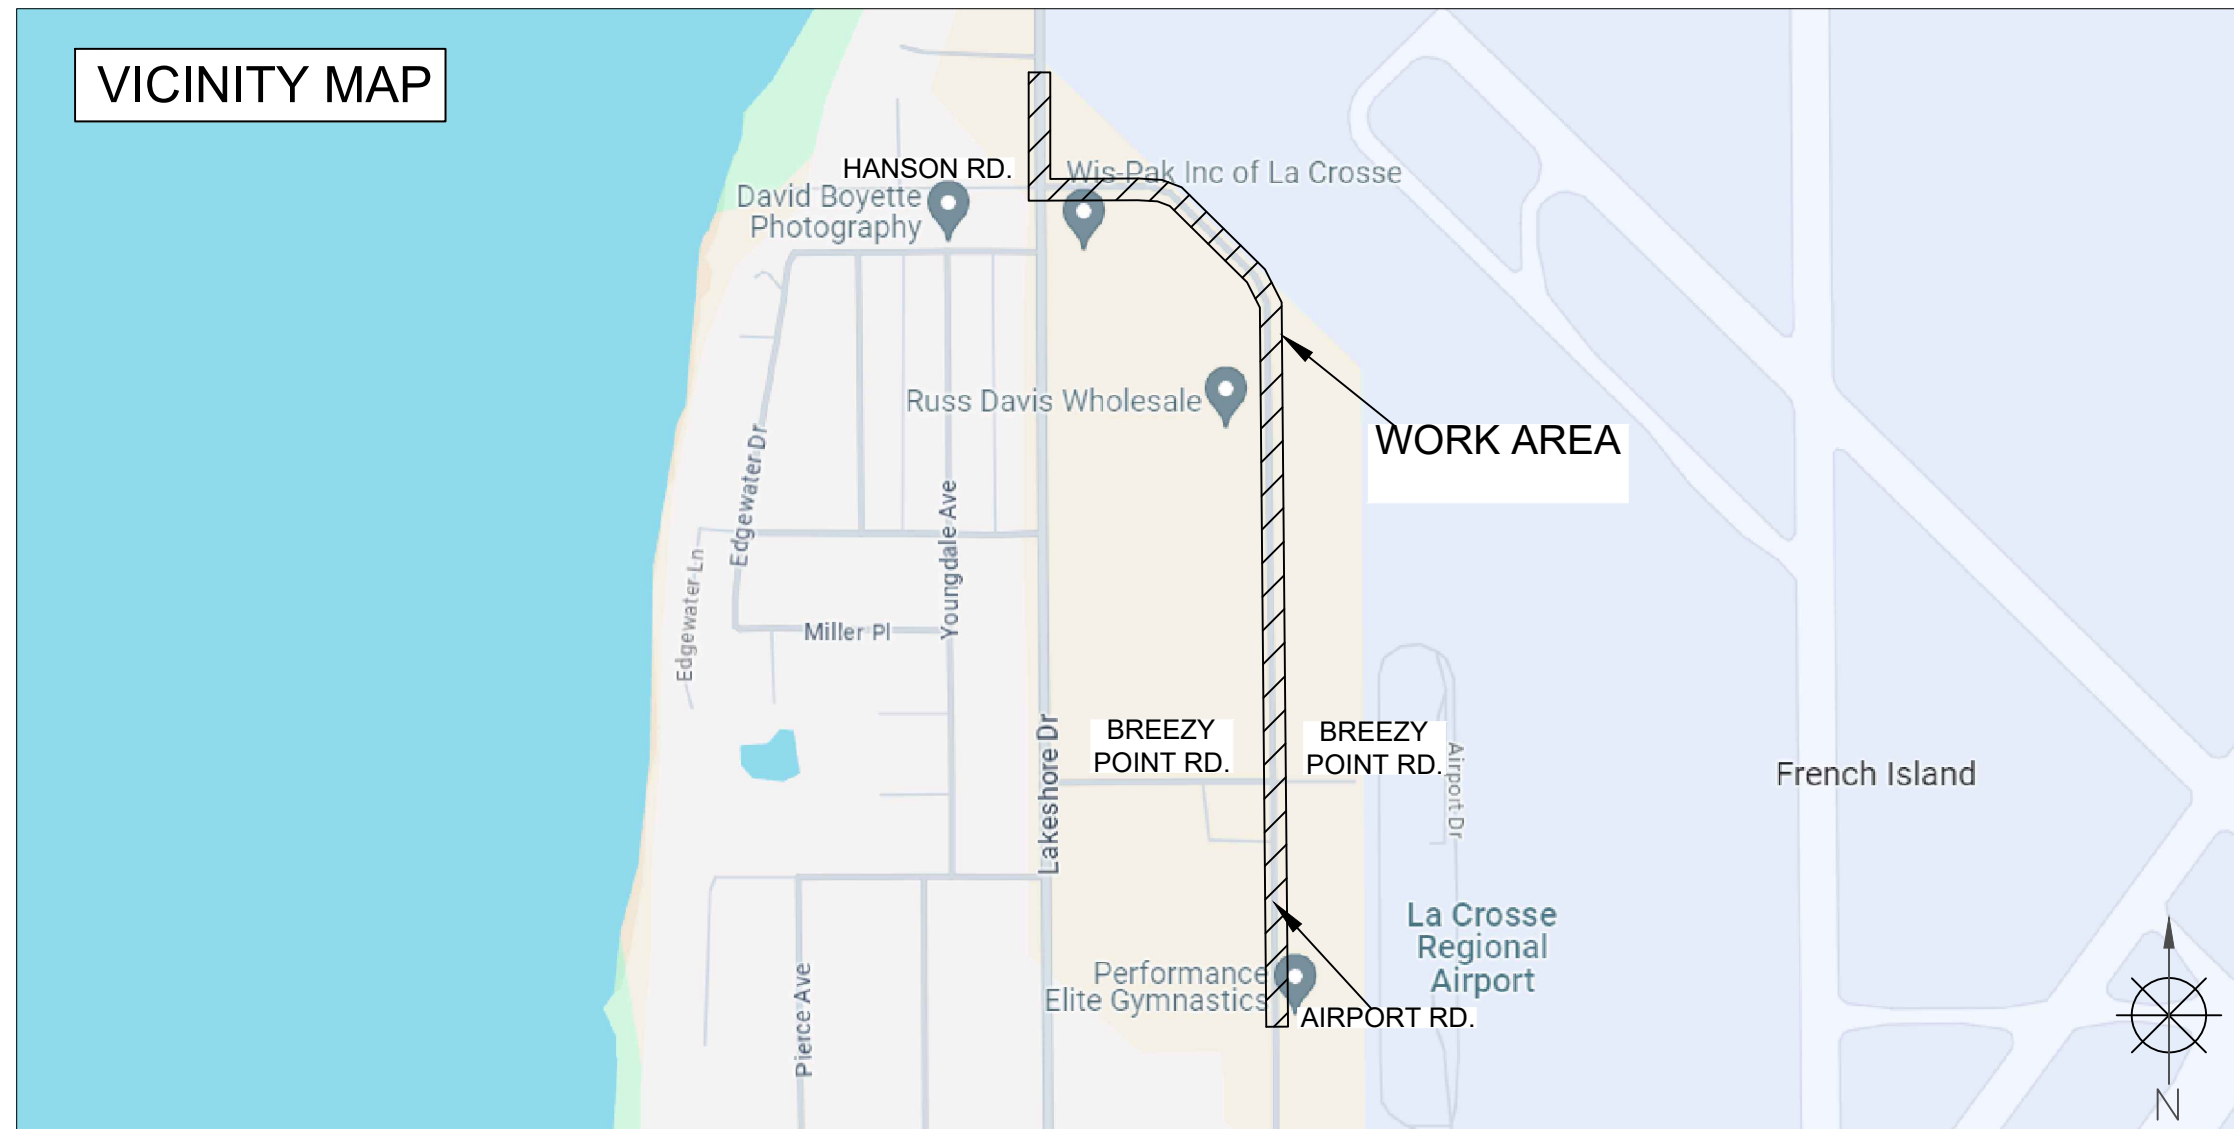 VICINITY MAP
HANSON RD.
Wis-Pak Inc of La Crosse
David Boyette
Photography
Russ Davis Wholesale
WORK AREA
Edgewater Dr
Edgewater Ln
Youngdale Ave
Miller Pl
Lakeshore Dr
BREEZY
POINT RD.
BREEZY
POINT RD.
Airport Dr
French Island
La Crosse
Regional
Airport
Performance
Elite Gymnastics
AIRPORT RD.
Pierce Ave
N